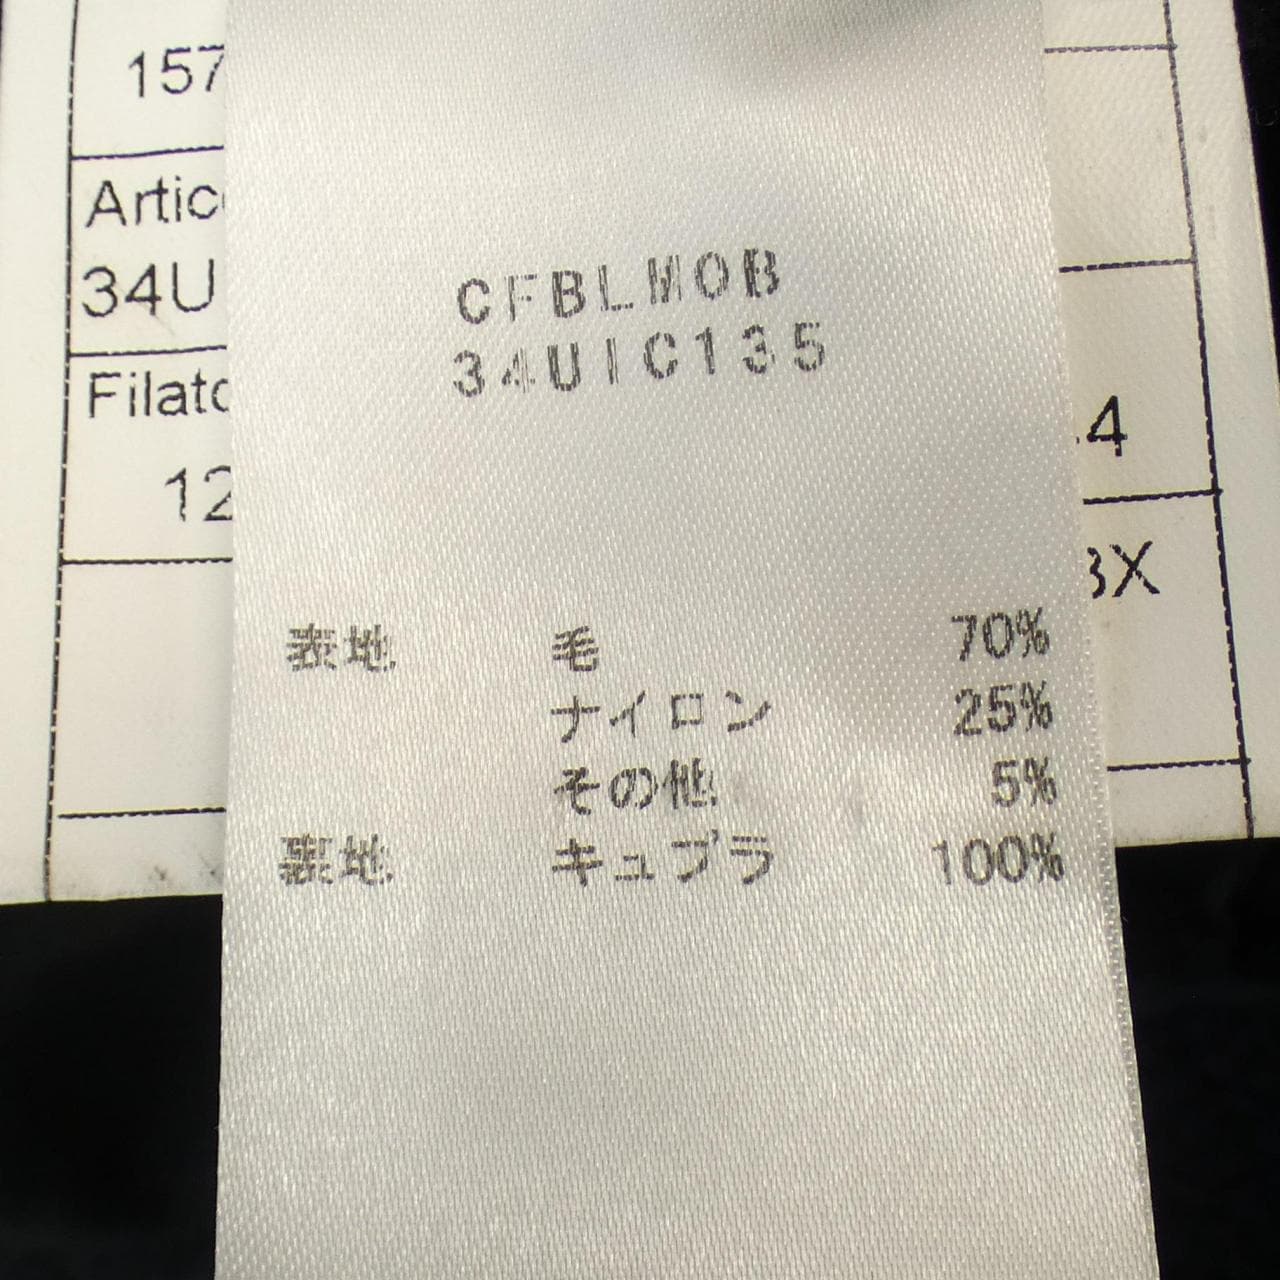 157
Artic
34U
Filato
12
CFBLMOB
34UIC135
4
3X
表地 毛 70%
ナイロン 25%
その他 5%
裏地 キュプラ 100%